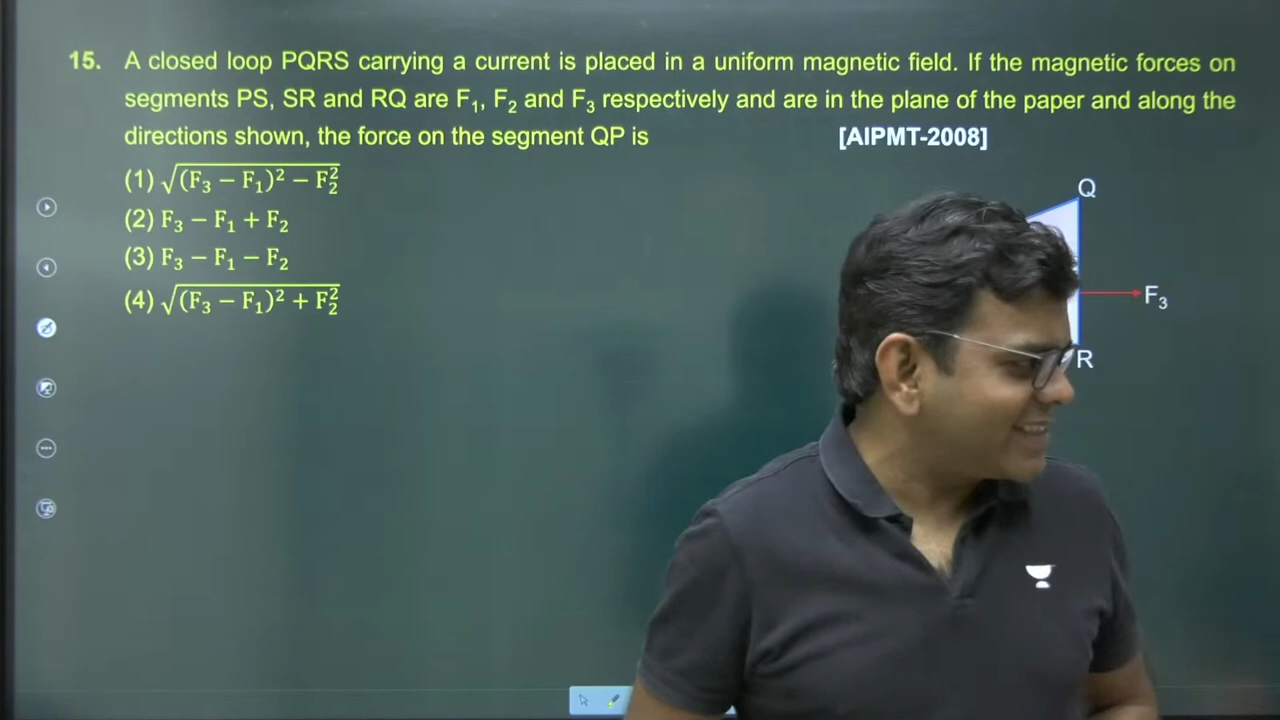 15. A closed loop PQRS carrying a current is placed in a uniform magnetic field. If the magnetic forces on
segments PS, SR and RQ are F₁, F₂ and F₃ respectively and are in the plane of the paper and along the
directions shown, the force on the segment QP is [AIPMT-2008]
(1) √((F₃ − F₁)² − F₂²)
(2) F₃ − F₁ + F₂
(3) F₃ − F₁ − F₂
(4) √((F₃ − F₁)² + F₂²)
Q
F₃
R